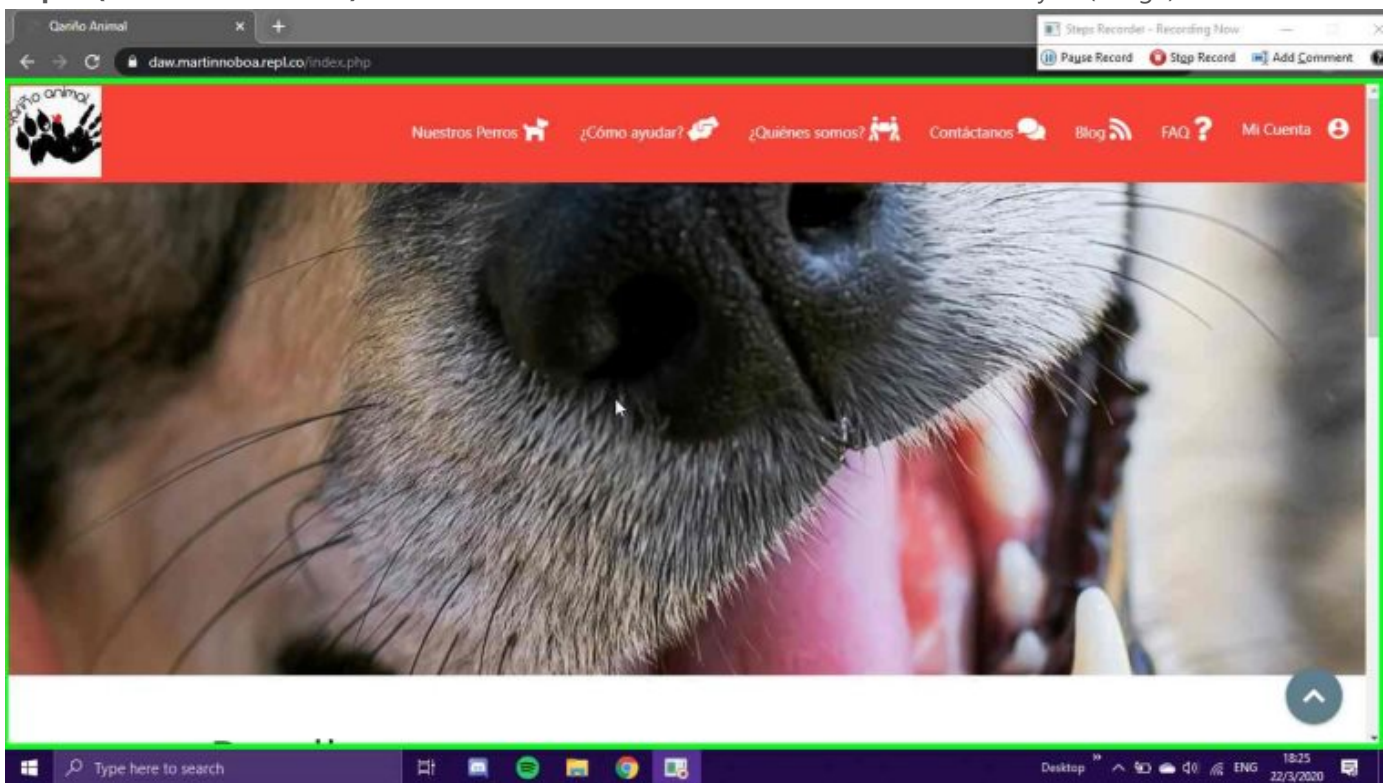 Qariño Animal
Steps Recorder - Recording Now
daw.martinnoboa.repl.co/index.php
Pause Record Stop Record Add Comment
qariño animal
Nuestros Perros ¿Cómo ayudar? ¿Quiénes somos? Contáctanos Blog FAQ ? Mi Cuenta
Type here to search
Desktop ENG 18:25
22/3/2020